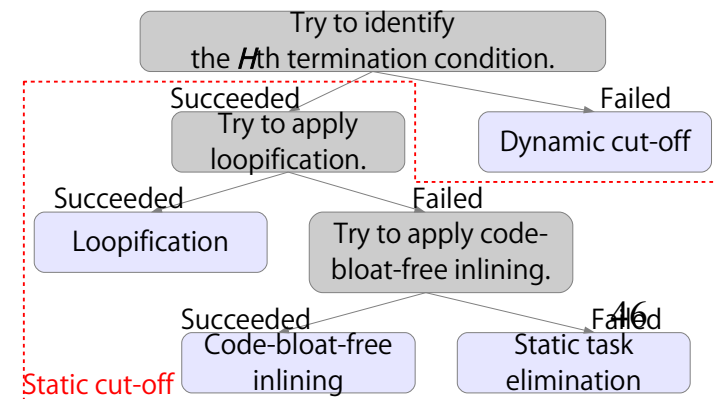 Try to identify
the Hth termination condition.
Succeeded
Failed
Try to apply
loopification.
Dynamic cut-off
Succeeded
Failed
Loopification
Try to apply code-
bloat-free inlining.
46
Succeeded
Failed
Code-bloat-free
inlining
Static task
elimination
Static cut-off